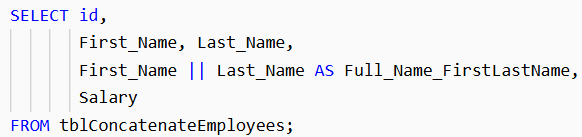 SELECT id,
First_Name, Last_Name,
First_Name || Last_Name AS Full_Name_FirstLastName,
Salary
FROM tblConcatenateEmployees;